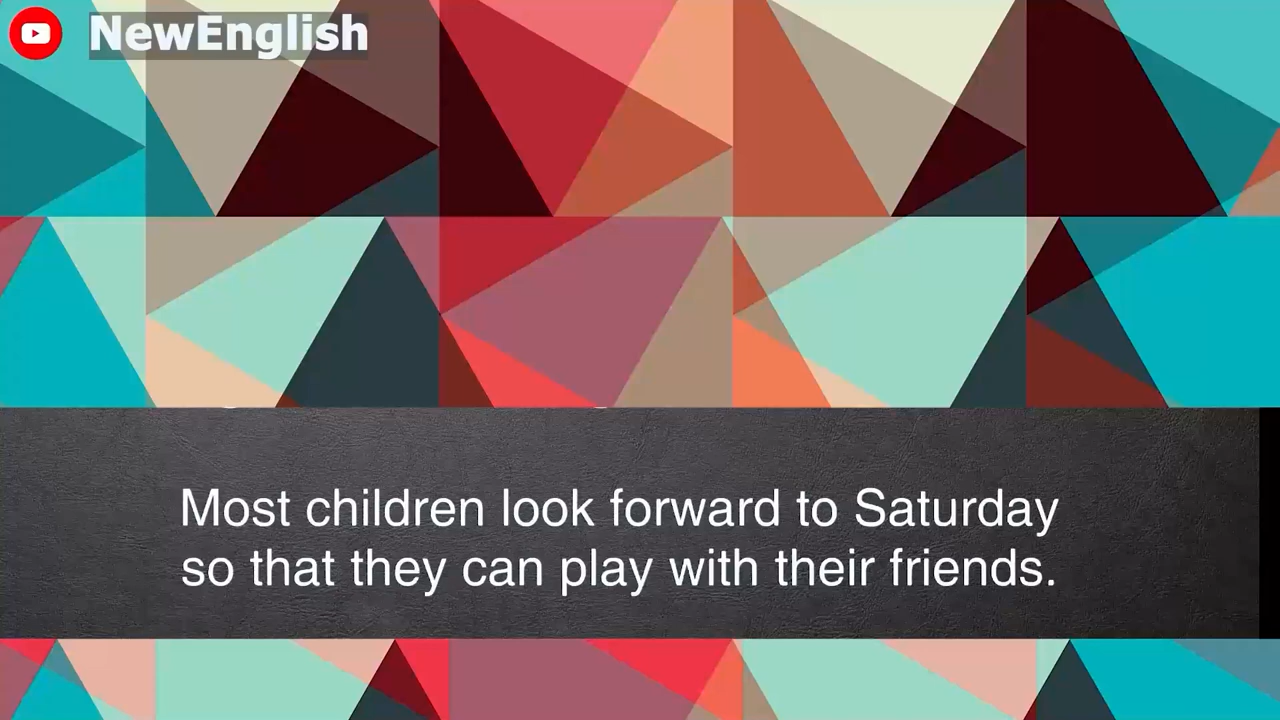 NewEnglish
Most children look forward to Saturday
so that they can play with their friends.